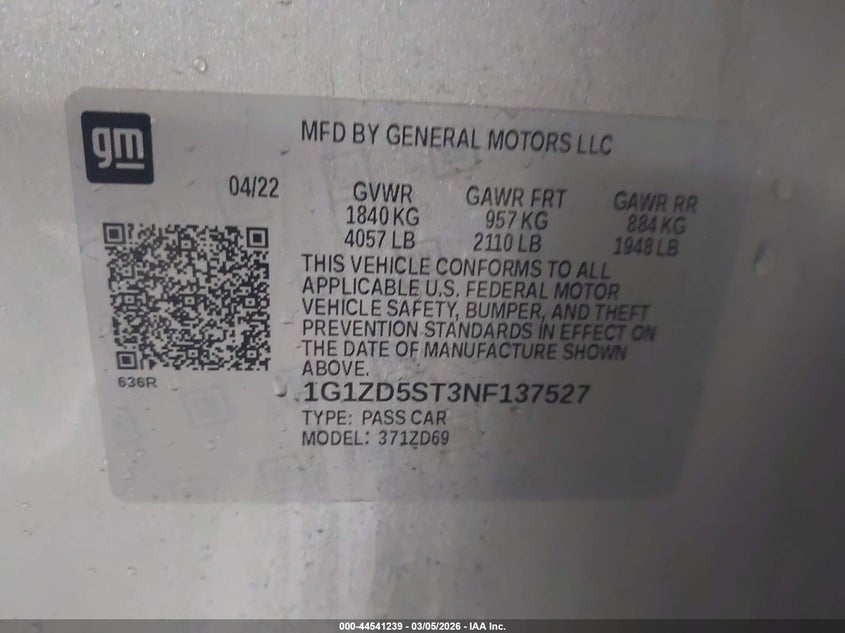 gm
MFD BY GENERAL MOTORS LLC
04/22 GVWR GAWR FRT GAWR RR
1840 KG 957 KG 884 KG
4057 LB 2110 LB 1948 LB
THIS VEHICLE CONFORMS TO ALL
APPLICABLE U.S. FEDERAL MOTOR
VEHICLE SAFETY, BUMPER, AND THEFT
PREVENTION STANDARDS IN EFFECT ON
THE DATE OF MANUFACTURE SHOWN
ABOVE.
636R
1G1ZD5ST3NF137527
TYPE: PASS CAR
MODEL: 371ZD69
000-44541239 - 03/05/2026 - IAA Inc.